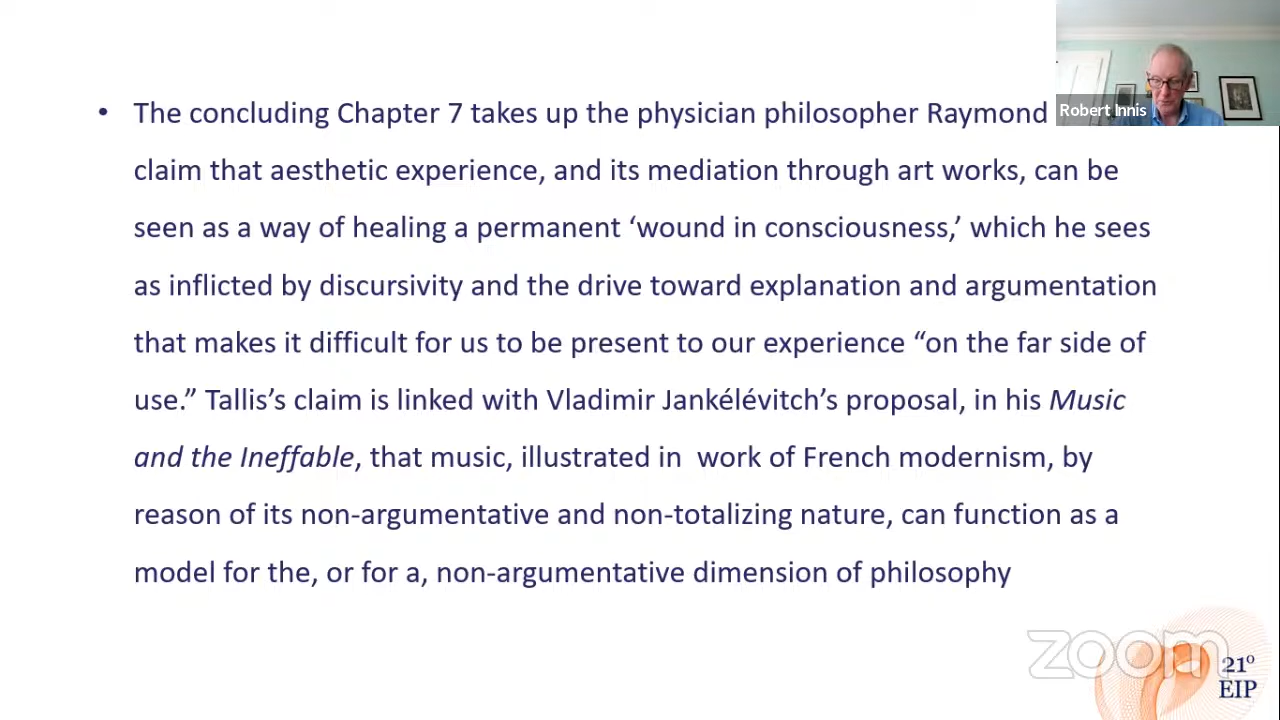 • The concluding Chapter 7 takes up the physician philosopher Raymond
Robert Innis
claim that aesthetic experience, and its mediation through art works, can be
seen as a way of healing a permanent ‘wound in consciousness,’ which he sees
as inflicted by discursivity and the drive toward explanation and argumentation
that makes it difficult for us to be present to our experience “on the far side of
use.” Tallis’s claim is linked with Vladimir Jankélévitch’s proposal, in his Music
and the Ineffable, that music, illustrated in  work of French modernism, by
reason of its non-argumentative and non-totalizing nature, can function as a
model for the, or for a, non-argumentative dimension of philosophy
zoom
21º
EIP